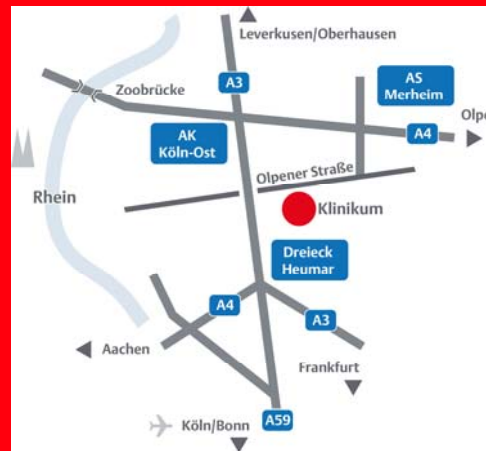 Leverkusen/Oberhausen
A3
Zoobrücke
AS
Merheim
Olp
A4
AK
Köln-Ost
Olpener Straße
Rhein
Klinikum
Dreieck
Heumar
A4
A3
Aachen
Frankfurt
Köln/Bonn
A59